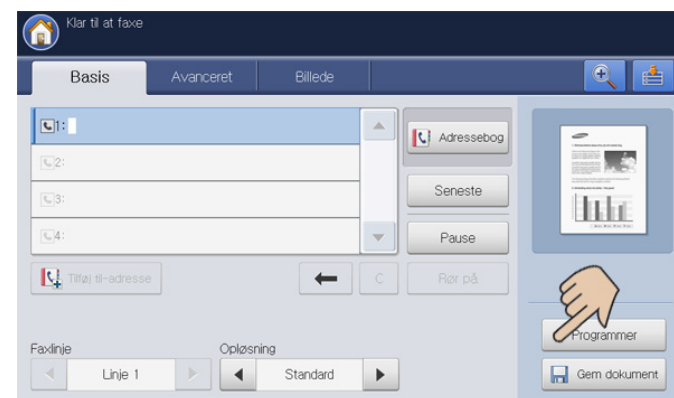 Klar til at faxe
Basis
Avanceret
Billede
1:
2:
3:
4:
Adressebog
Seneste
Pause
Tilføj til-adresse
C
Rør på
Faxlinje
Linje 1
Opløsning
Standard
Programmer
Gem dokument